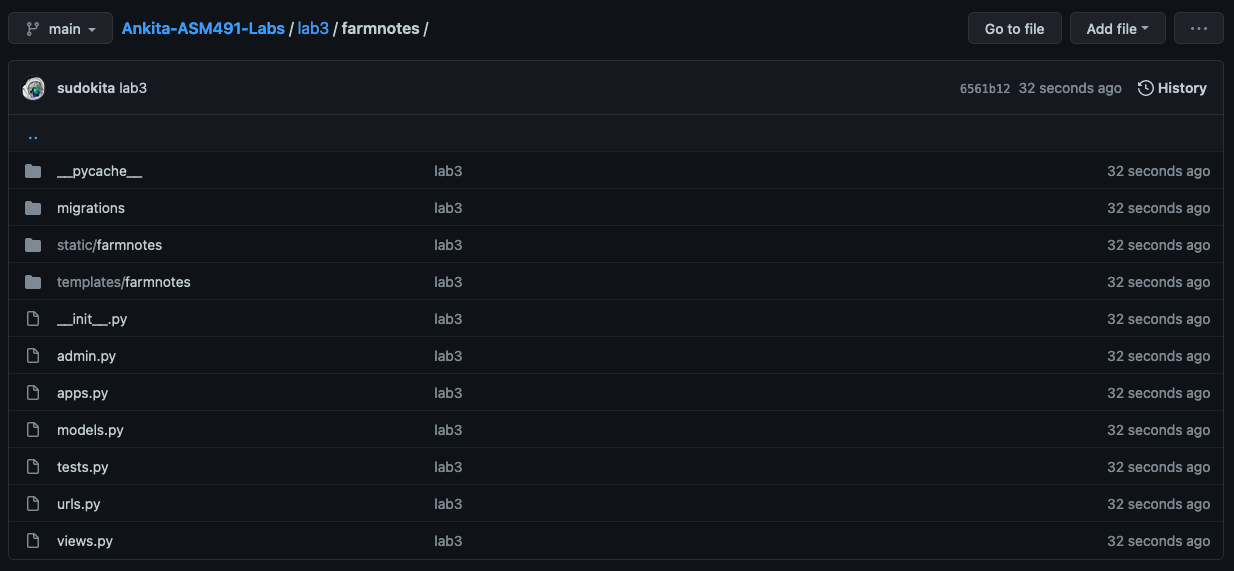 main Ankita-ASM491-Labs / lab3 / farmnotes / Go to file Add file ...
sudokita lab3 6561b12 32 seconds ago History
..
__pycache__ lab3 32 seconds ago
migrations lab3 32 seconds ago
static/farmnotes lab3 32 seconds ago
templates/farmnotes lab3 32 seconds ago
__init__.py lab3 32 seconds ago
admin.py lab3 32 seconds ago
apps.py lab3 32 seconds ago
models.py lab3 32 seconds ago
tests.py lab3 32 seconds ago
urls.py lab3 32 seconds ago
views.py lab3 32 seconds ago